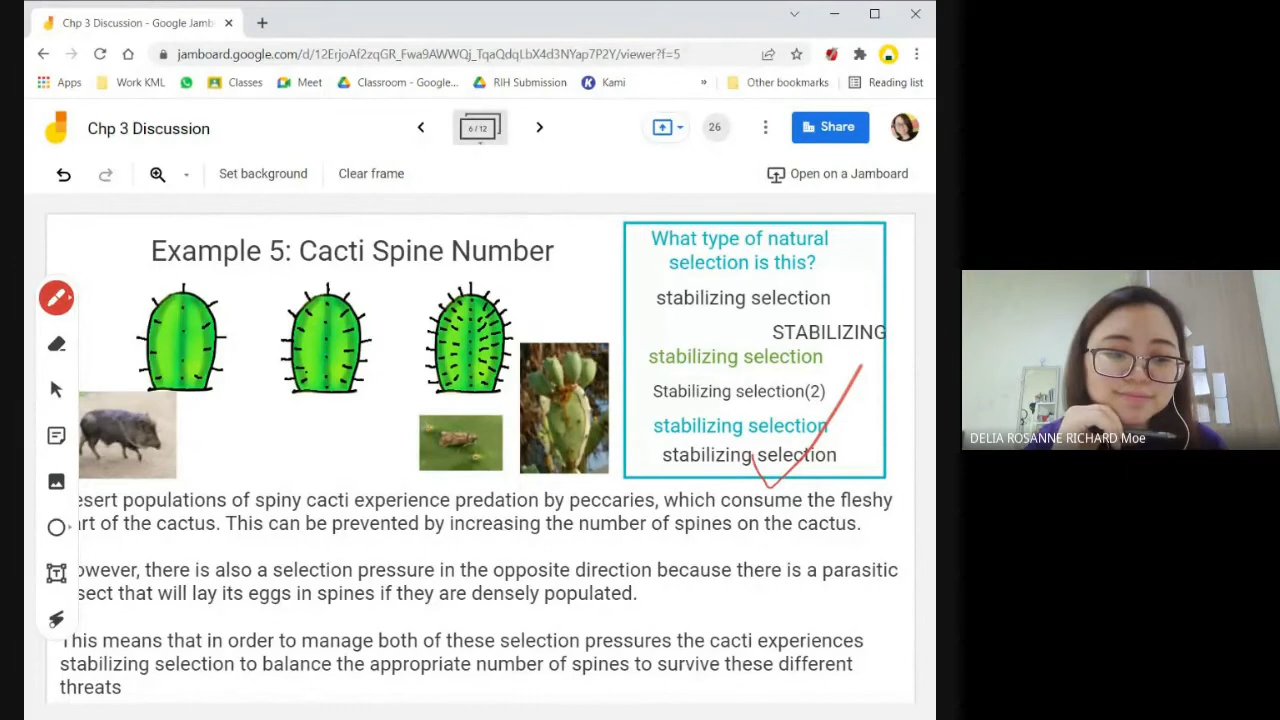 Chp 3 Discussion - Google Jamb
jamboard.google.com/d/12ErjoAf2zqGR_Fwa9AWWQj_TqaQdqLbX4d3NYap7P2Y/viewer?f=5
Apps Work KML Classes Meet Classroom - Google... RIH Submission Kami » Other bookmarks Reading list
Chp 3 Discussion 6 / 12 26 Share
Set background Clear frame Open on a Jamboard
Example 5: Cacti Spine Number
What type of natural
selection is this?
stabilizing selection
STABILIZING
stabilizing selection
Stabilizing selection(2)
stabilizing selection
stabilizing selection
DELIA ROSANNE RICHARD Moe
esert populations of spiny cacti experience predation by peccaries, which consume the fleshy
rt of the cactus. This can be prevented by increasing the number of spines on the cactus.
owever, there is also a selection pressure in the opposite direction because there is a parasitic
sect that will lay its eggs in spines if they are densely populated.
This means that in order to manage both of these selection pressures the cacti experiences
stabilizing selection to balance the appropriate number of spines to survive these different
threats